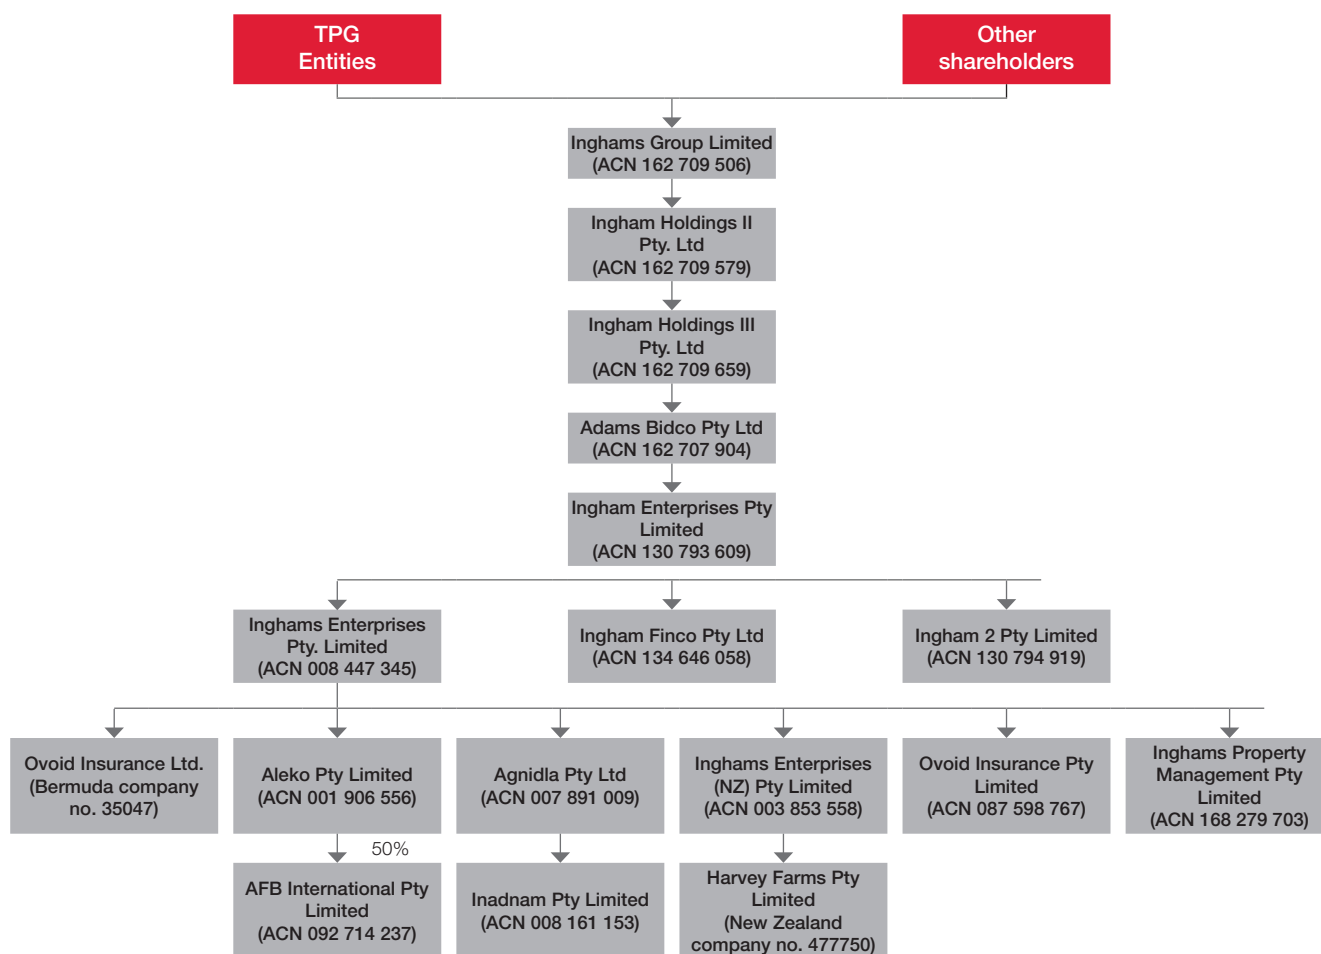 TPG
Entities
Other
shareholders
Inghams Group Limited
(ACN 162 709 506)
Ingham Holdings II
Pty. Ltd
(ACN 162 709 579)
Ingham Holdings III
Pty. Ltd
(ACN 162 709 659)
Adams Bidco Pty Ltd
(ACN 162 707 904)
Ingham Enterprises Pty
Limited
(ACN 130 793 609)
Inghams Enterprises
Pty. Limited
(ACN 008 447 345)
Ingham Finco Pty Ltd
(ACN 134 646 058)
Ingham 2 Pty Limited
(ACN 130 794 919)
Ovoid Insurance Ltd.
(Bermuda company
no. 35047)
Aleko Pty Limited
(ACN 001 906 556)
Agnidla Pty Ltd
(ACN 007 891 009)
Inghams Enterprises
(NZ) Pty Limited
(ACN 003 853 558)
Ovoid Insurance Pty
Limited
(ACN 087 598 767)
Inghams Property
Management Pty
Limited
(ACN 168 279 703)
50%
AFB International Pty
Limited
(ACN 092 714 237)
Inadnam Pty Limited
(ACN 008 161 153)
Harvey Farms Pty
Limited
(New Zealand
company no. 477750)